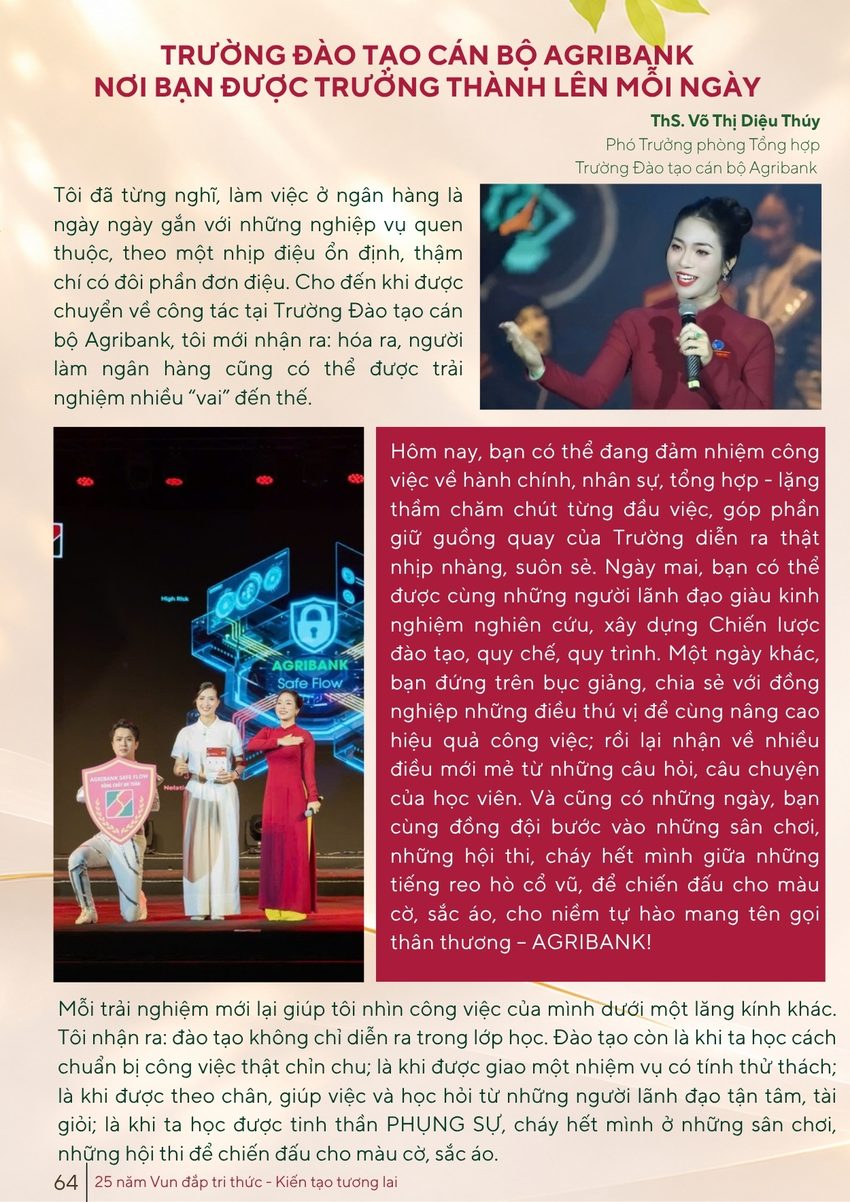 TRƯỜNG ĐÀO TẠO CÁN BỘ AGRIBANK
NƠI BẠN ĐƯỢC TRƯỞNG THÀNH LÊN MỖI NGÀY
ThS. Võ Thị Diệu Thúy
Phó Trưởng phòng Tổng hợp
Trường Đào tạo cán bộ Agribank
Tôi đã từng nghĩ, làm việc ở ngân hàng là
ngày ngày gắn với những nghiệp vụ quen
thuộc, theo một nhịp điệu ổn định, thậm
chí có đôi phần đơn điệu. Cho đến khi được
chuyển về công tác tại Trường Đào tạo cán
bộ Agribank, tôi mới nhận ra: hóa ra, người
làm ngân hàng cũng có thể được trải
nghiệm nhiều “vai” đến thế.
High Risk
AGRIBANK
Safe Flow
AGRIBANK SAFE FLOW
DÒNG CHẢY AN TOÀN
Hôm nay, bạn có thể đang đảm nhiệm công
việc về hành chính, nhân sự, tổng hợp - lặng
thầm chăm chút từng đầu việc, góp phần
giữ guồng quay của Trường diễn ra thật
nhịp nhàng, suôn sẻ. Ngày mai, bạn có thể
được cùng những người lãnh đạo giàu kinh
nghiệm nghiên cứu, xây dựng Chiến lược
đào tạo, quy chế, quy trình. Một ngày khác,
bạn đứng trên bục giảng, chia sẻ với đồng
nghiệp những điều thú vị để cùng nâng cao
hiệu quả công việc; rồi lại nhận về nhiều
điều mới mẻ từ những câu hỏi, câu chuyện
của học viên. Và cũng có những ngày, bạn
cùng đồng đội bước vào những sân chơi,
những hội thi, cháy hết mình giữa những
tiếng reo hò cổ vũ, để chiến đấu cho màu
cờ, sắc áo, cho niềm tự hào mang tên gọi
thân thương – AGRIBANK!
Mỗi trải nghiệm mới lại giúp tôi nhìn công việc của mình dưới một lăng kính khác.
Tôi nhận ra: đào tạo không chỉ diễn ra trong lớp học. Đào tạo còn là khi ta học cách
chuẩn bị công việc thật chỉn chu; là khi được giao một nhiệm vụ có tính thử thách;
là khi được theo chân, giúp việc và học hỏi từ những người lãnh đạo tận tâm, tài
giỏi; là khi ta học được tinh thần PHỤNG SỰ, cháy hết mình ở những sân chơi,
những hội thi để chiến đấu cho màu cờ, sắc áo.
64
25 năm Vun đắp tri thức - Kiến tạo tương lai